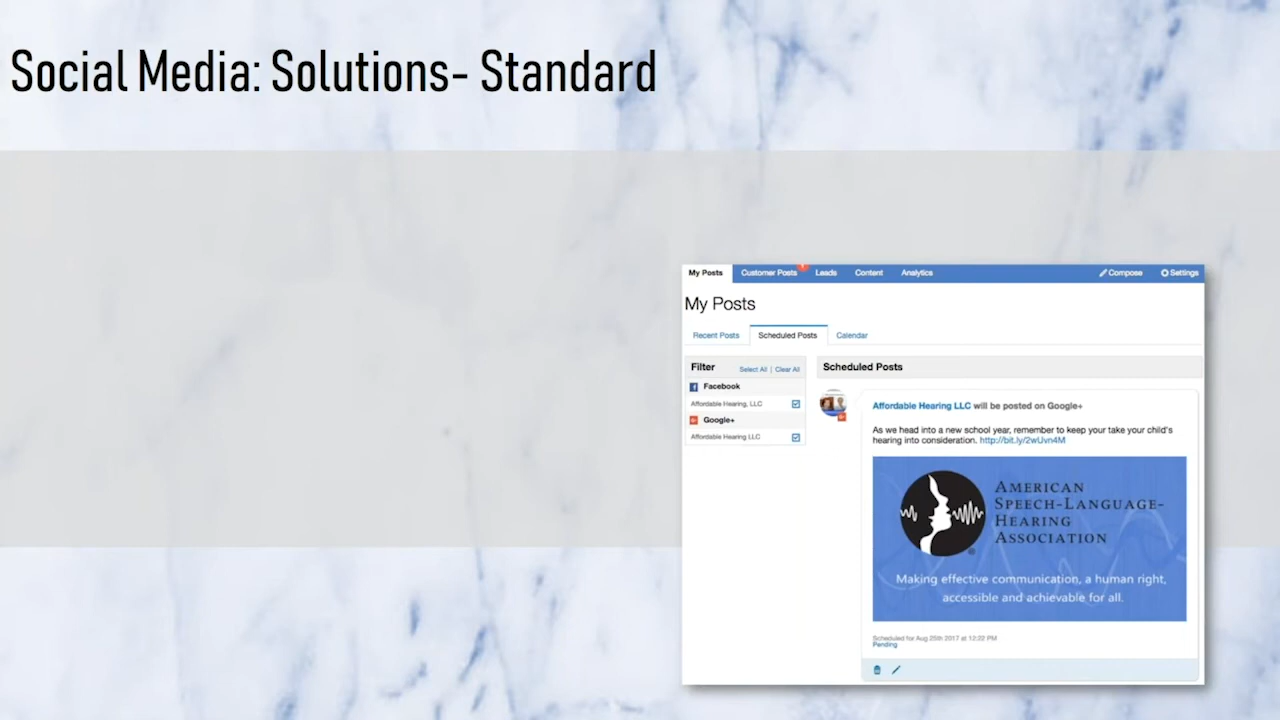 Social Media: Solutions- Standard
My Posts
Customer Posts
1
Leads
Content
Analytics
Compose
Settings
My Posts
Recent Posts
Scheduled Posts
Calendar
Filter
Select All | Clear All
Facebook
Affordable Hearing, LLC
Google+
Affordable Hearing LLC
Scheduled Posts
Affordable Hearing LLC will be posted on Google+
As we head into a new school year, remember to keep your take your child's
hearing into consideration. http://bit.ly/2wUvn4M
AMERICAN
SPEECH-LANGUAGE-
HEARING
ASSOCIATION
Making effective communication, a human right,
accessible and achievable for all.
Scheduled for Aug 25th 2017 at 12:22 PM
Pending